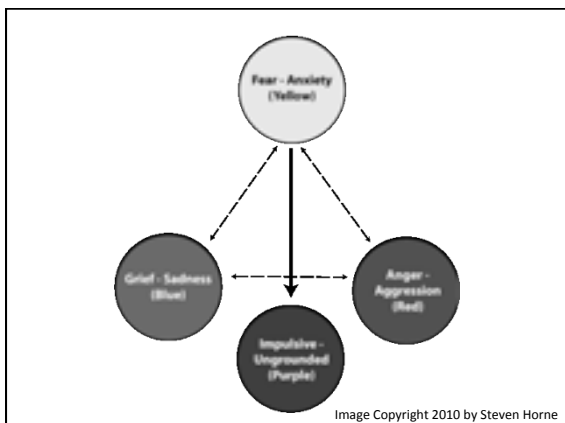 Fear - Anxiety
(Yellow)
Grief - Sadness
(Blue)
Anger -
Aggression
(Red)
Impulsive -
Ungrounded
(Purple)
Image Copyright 2010 by Steven Horne